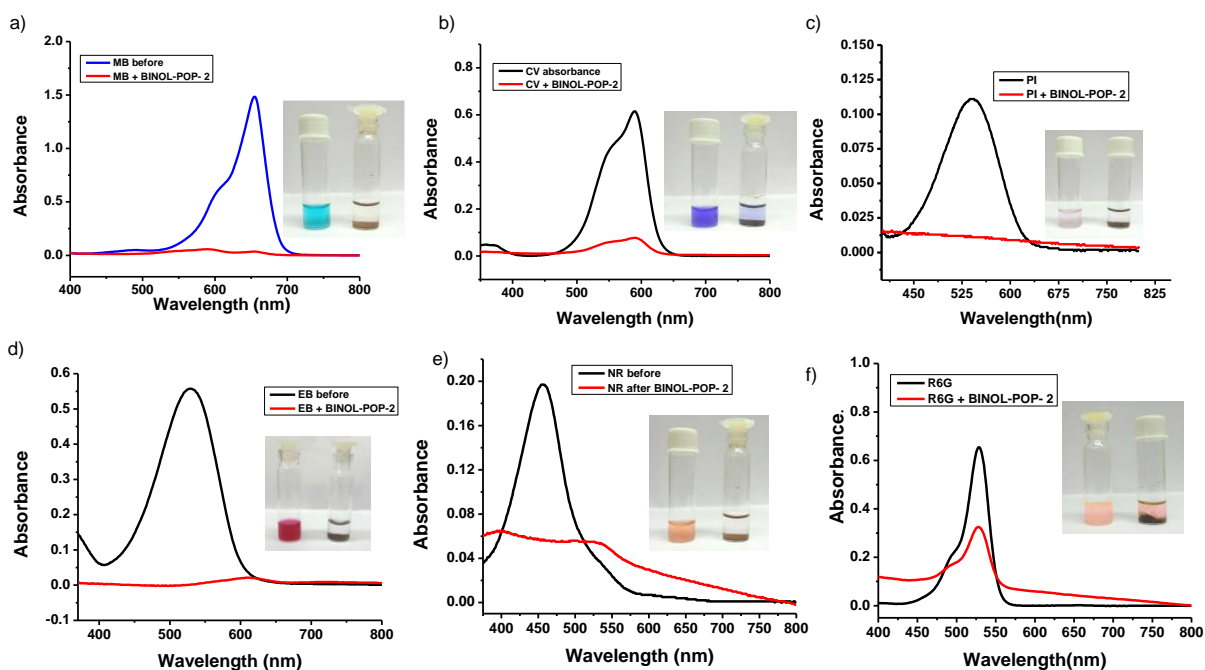 a)
MB before
MB + BINOL-POP- 2
2.0
1.5
1.0
0.5
0.0
Absorbance
400 500 600 700 800
Wavelength (nm)
b)
CV absorbance
CV + BINOL-POP-2
0.8
0.6
0.4
0.2
0.0
Absorbance
400 500 600 700 800
Wavelength (nm)
c)
PI
PI + BINOL-POP- 2
0.150
0.125
0.100
0.075
0.050
0.025
0.000
Absorbance
450 525 600 675 750 825
Wavelength(nm)
d)
EB before
EB + BINOL-POP-2
0.6
0.5
0.4
0.3
0.2
0.1
0.0
-0.1
Absorbance
400 500 600 700 800
Wavelength (nm)
e)
NR before
NR after BINOL-POP- 2
0.20
0.16
0.12
0.08
0.04
0.00
Absorbance
400 450 500 550 600 650 700 750 800
Wavelength (nm)
f)
R6G
R6G + BINOL-POP- 2
1.0
0.8
0.6
0.4
0.2
0.0
Absorbance
400 450 500 550 600 650 700 750 800
Wavelength (nm)